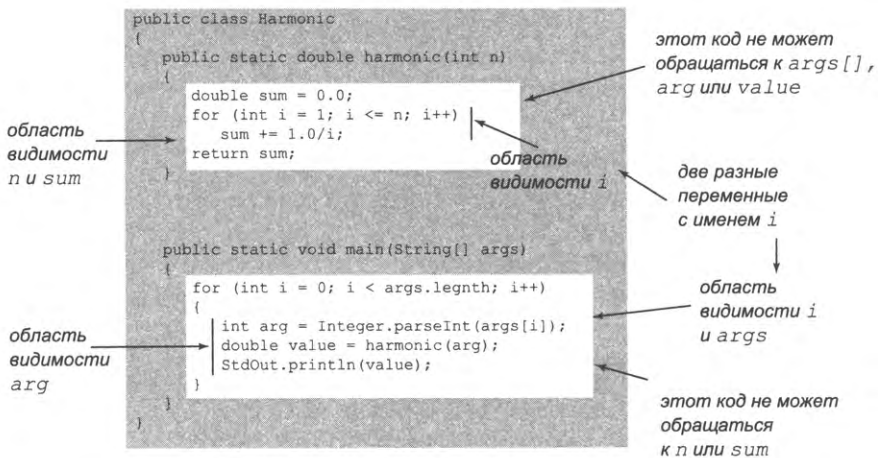 public class Harmonic
{
public static double harmonic(int n)
{
double sum = 0.0;
for (int i = 1; i <= n; i++)
sum += 1.0/i;
return sum;
}
public static void main(String[] args)
{
for (int i = 0; i < args.legnth; i++)
{
int arg = Integer.parseInt(args[i]);
double value = harmonic(arg);
StdOut.println(value);
}
}
}
область
видимости
n и sum
область
видимости i
этот код не может
обращаться к args[],
arg или value
две разные
переменные
с именем i
область
видимости
arg
область
видимости i
и args
этот код не может
обращаться
к n или sum